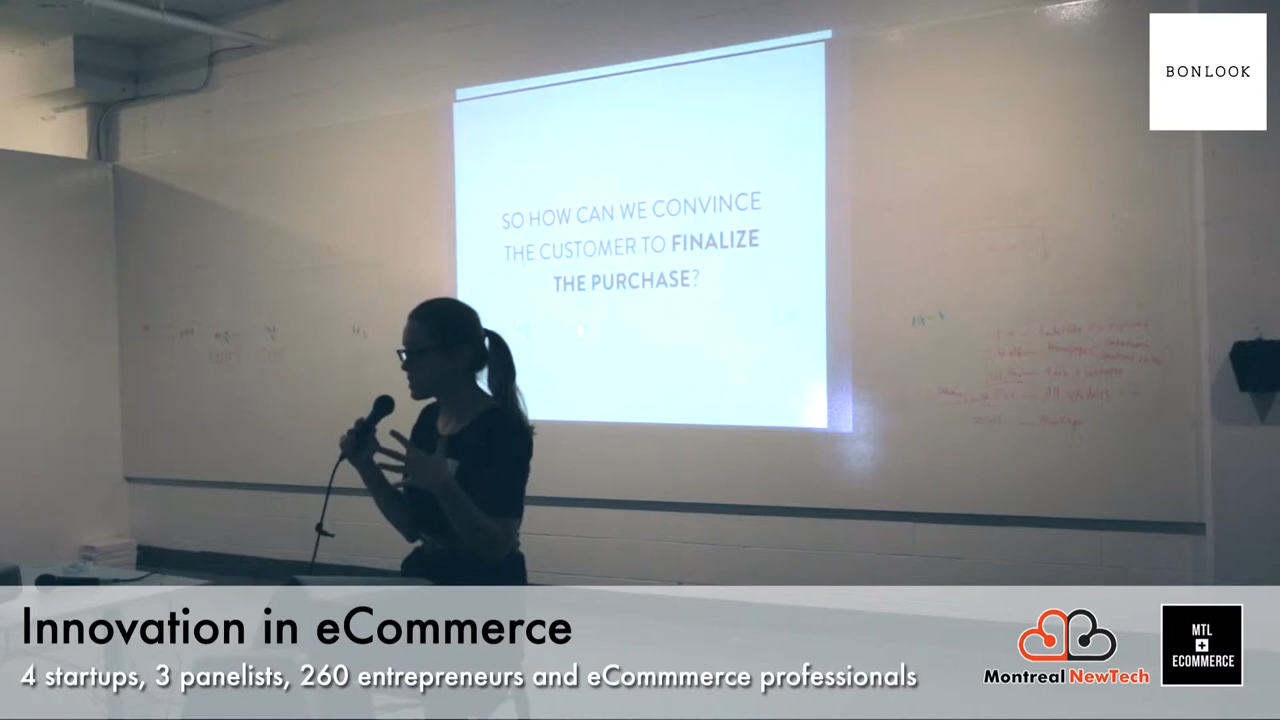 BONLOOK
SO HOW CAN WE CONVINCE
THE CUSTOMER TO FINALIZE
THE PURCHASE?
Innovation in eCommerce
4 startups, 3 panelists, 260 entrepreneurs and eCommmerce professionals
Montreal NewTech
MTL
+
ECOMMERCE